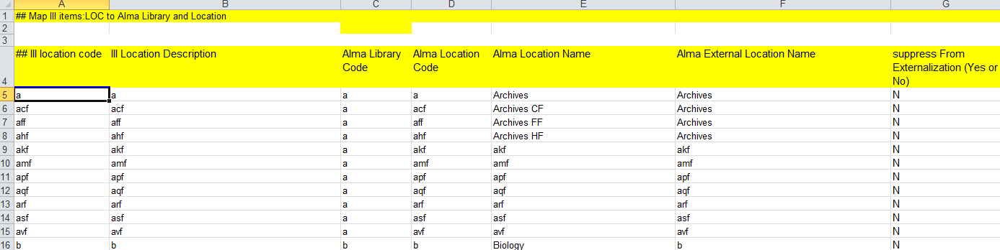 A B C D E F G
1 ## Map III items:LOC to Alma Library and Location
2
3
## III location code III Location Description Alma Library Alma Location Alma Location Name Alma External Location Name suppress From
Code Code Externalization (Yes or
4 No)
5 a a a a Archives Archives N
6 acf acf a acf Archives CF Archives N
7 aff aff a aff Archives FF Archives N
8 ahf ahf a ahf Archives HF Archives N
9 akf akf a akf akf akf N
10 amf amf a amf amf amf N
11 apf apf a apf apf apf N
12 aqf aqf a aqf aqf aqf N
13 arf arf a arf arf arf N
14 asf asf a asf asf asf N
15 avf avf a avf avf avf N
16 b b b b Biology b N